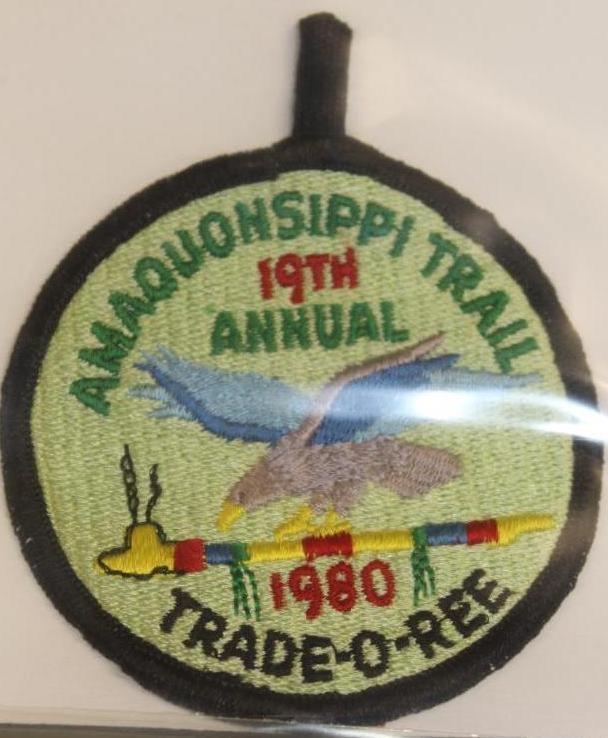 AMAQUONSIPPI TRAIL
19TH
ANNUAL
1980
TRADE-O-REE